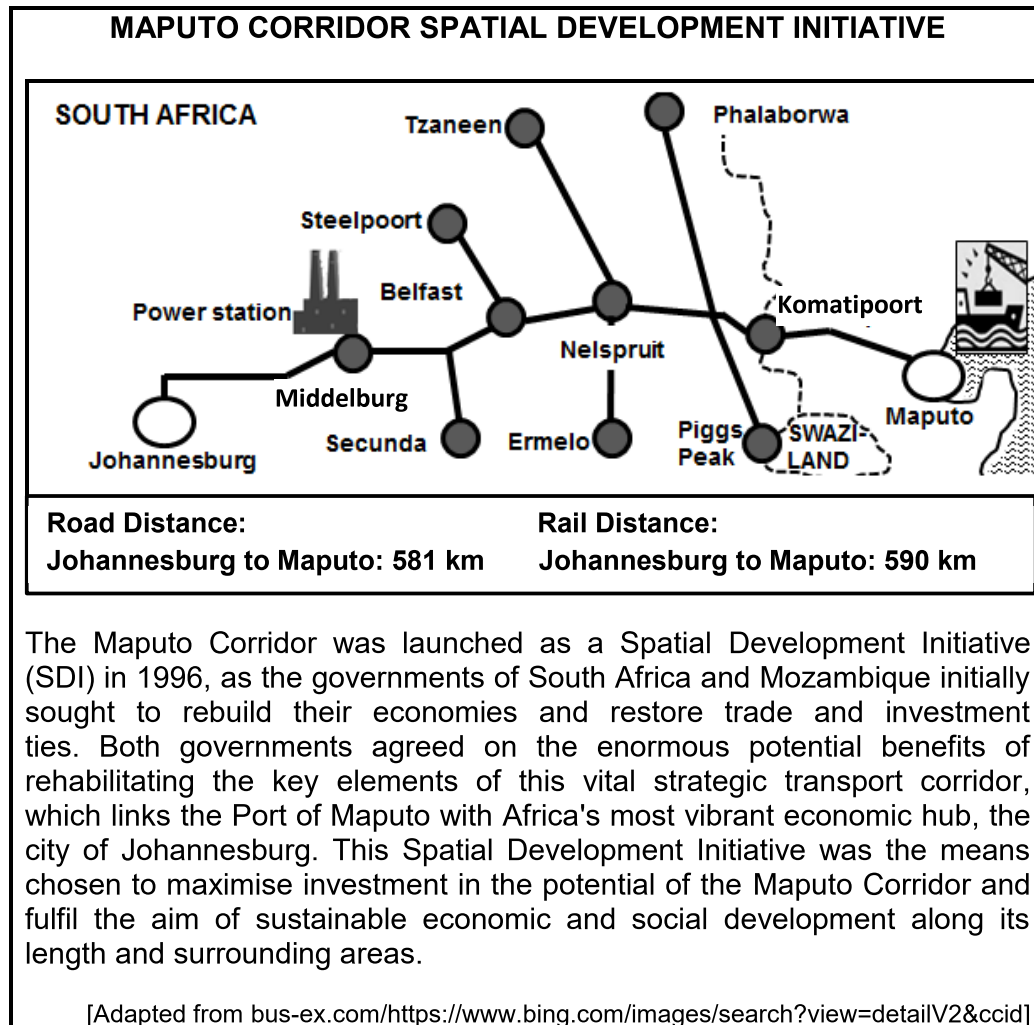 MAPUTO CORRIDOR SPATIAL DEVELOPMENT INITIATIVE
SOUTH AFRICA
Tzaneen
Phalaborwa
Steelpoort
Belfast
Power station
Komatipoort
Nelspruit
Middelburg
Maputo
Johannesburg
Secunda
Ermelo
Piggs
Peak
SWAZI-
LAND
Road Distance:
Johannesburg to Maputo: 581 km
Rail Distance:
Johannesburg to Maputo: 590 km
The Maputo Corridor was launched as a Spatial Development Initiative
(SDI) in 1996, as the governments of South Africa and Mozambique initially
sought to rebuild their economies and restore trade and investment
ties. Both governments agreed on the enormous potential benefits of
rehabilitating the key elements of this vital strategic transport corridor,
which links the Port of Maputo with Africa's most vibrant economic hub, the
city of Johannesburg. This Spatial Development Initiative was the means
chosen to maximise investment in the potential of the Maputo Corridor and
fulfil the aim of sustainable economic and social development along its
length and surrounding areas.
[Adapted from bus-ex.com/https://www.bing.com/images/search?view=detailV2&ccid]